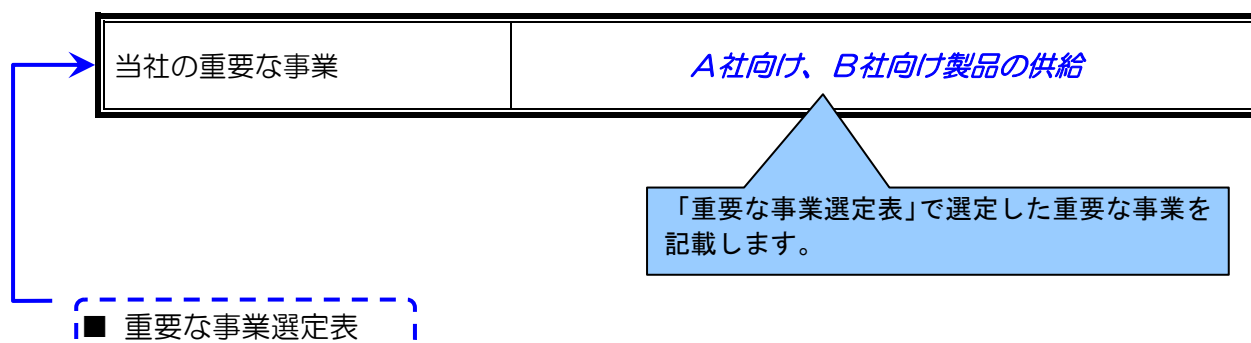 当社の重要な事業
A社向け、B社向け製品の供給
「重要な事業選定表」で選定した重要な事業を
記載します。
■ 重要な事業選定表